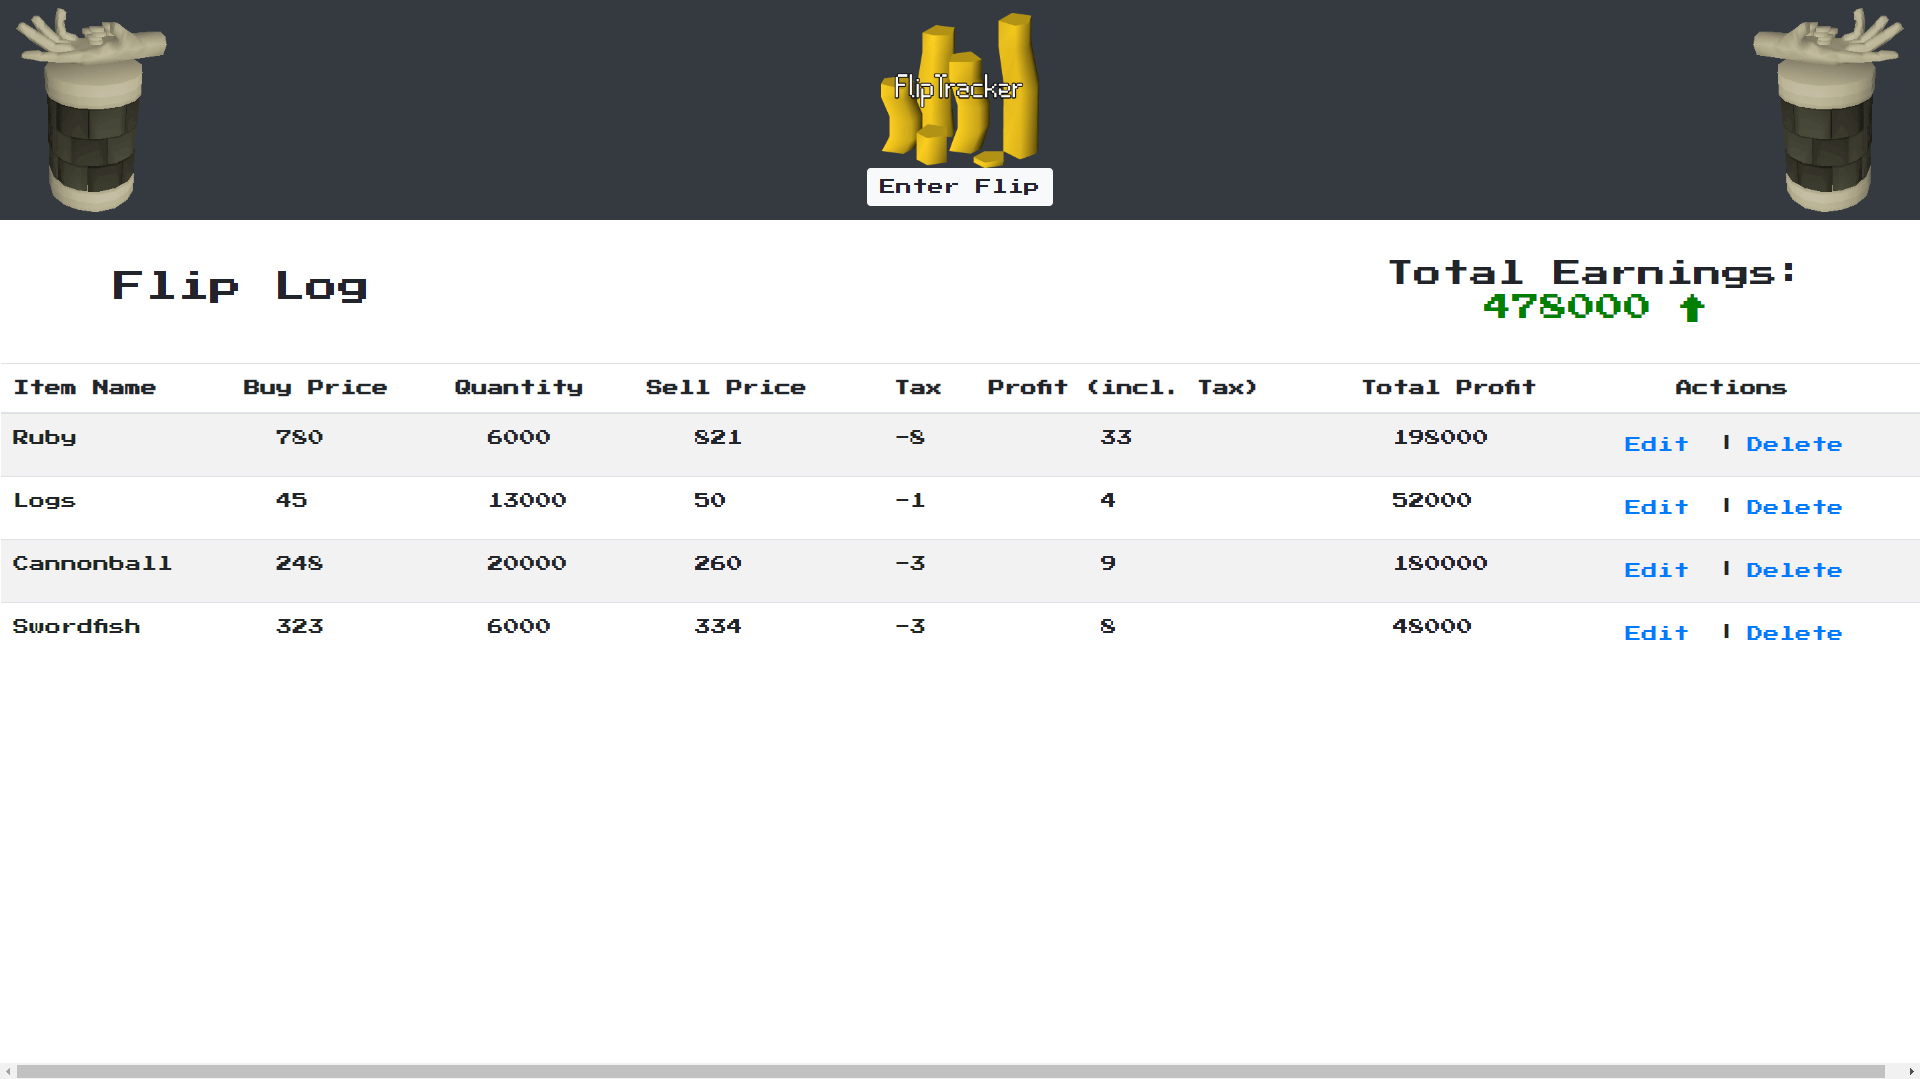 FlipTracker
Enter Flip
Flip Log
Total Earnings:
478000
Item Name Buy Price Quantity Sell Price Tax Profit (incl. Tax) Total Profit Actions
Ruby 780 6000 821 -8 33 198000 Edit | Delete
Logs 45 13000 50 -1 4 52000 Edit | Delete
Cannonball 248 20000 260 -3 9 180000 Edit | Delete
Swordfish 323 6000 334 -3 8 48000 Edit | Delete